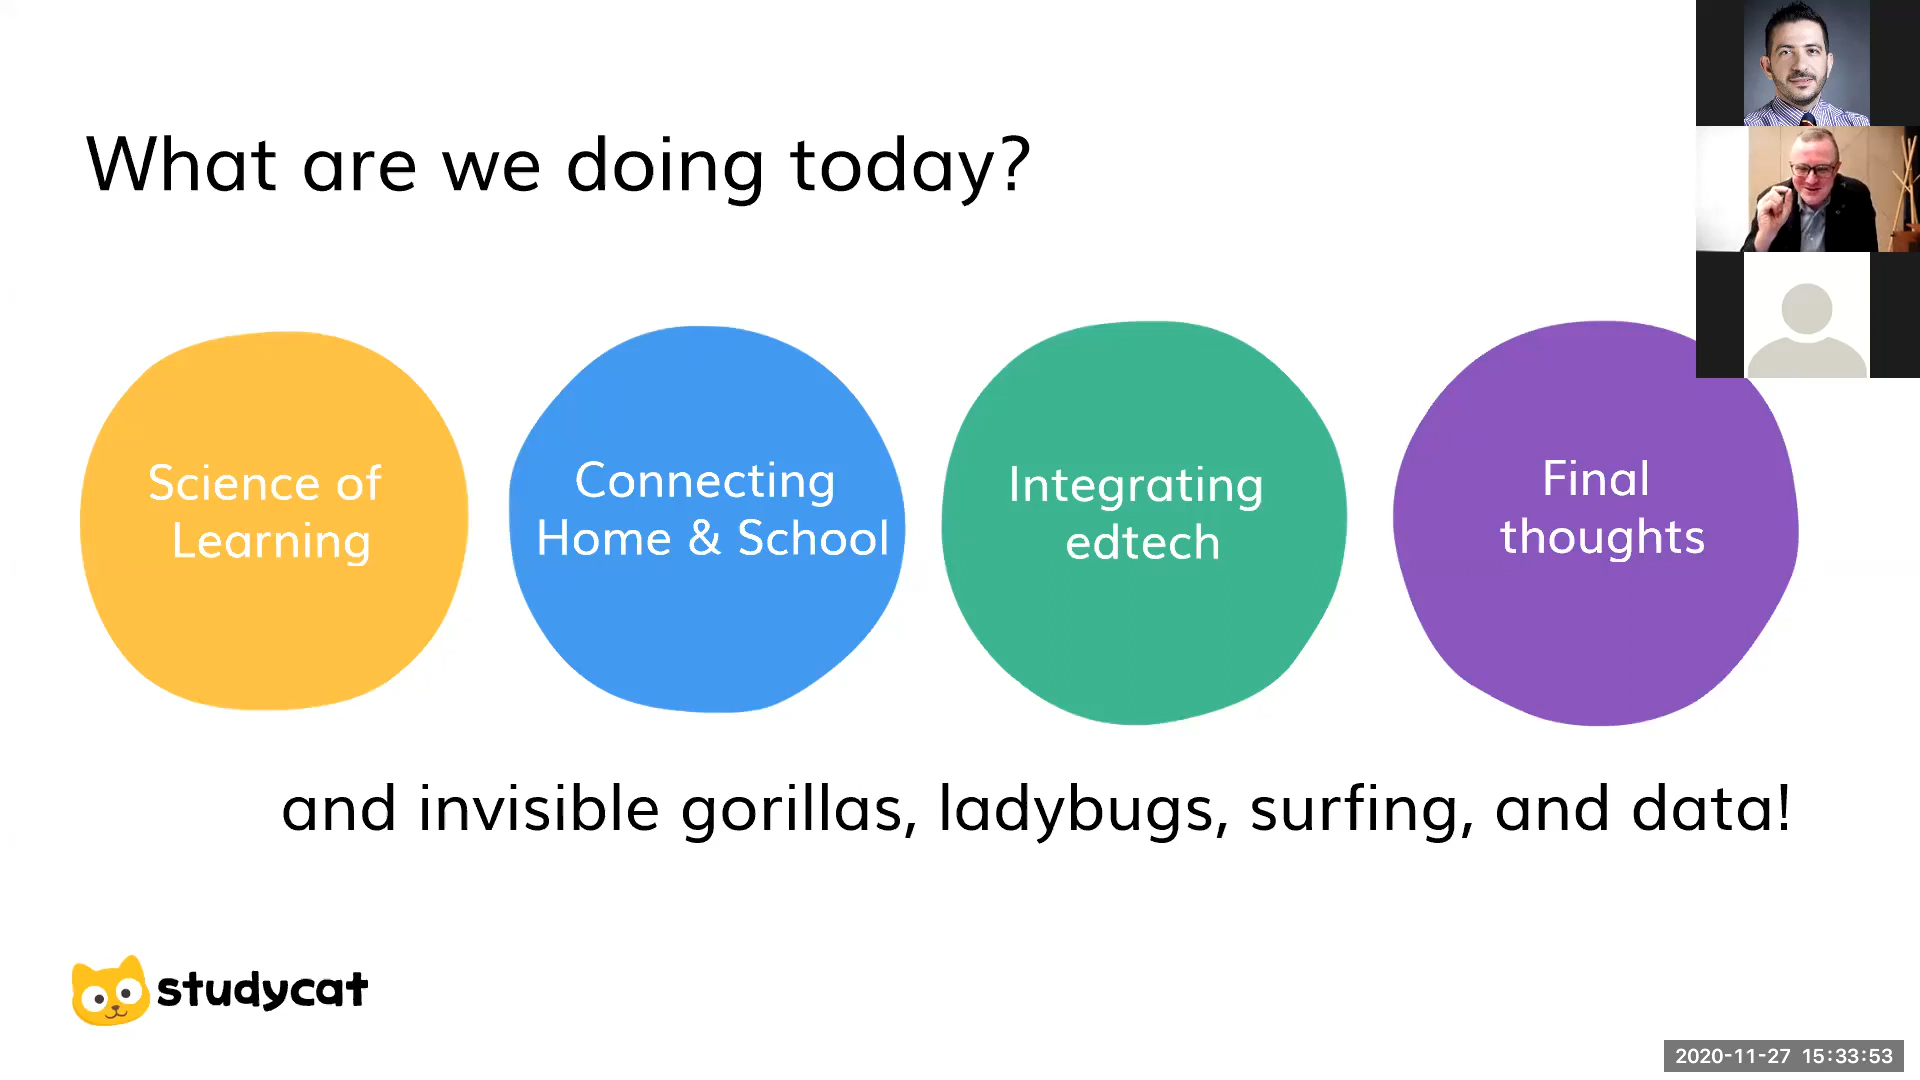 What are we doing today?
Science of
Learning
Connecting
Home & School
Integrating
edtech
Final
thoughts
and invisible gorillas, ladybugs, surfing, and data!
studycat
2020-11-27 15:33:53